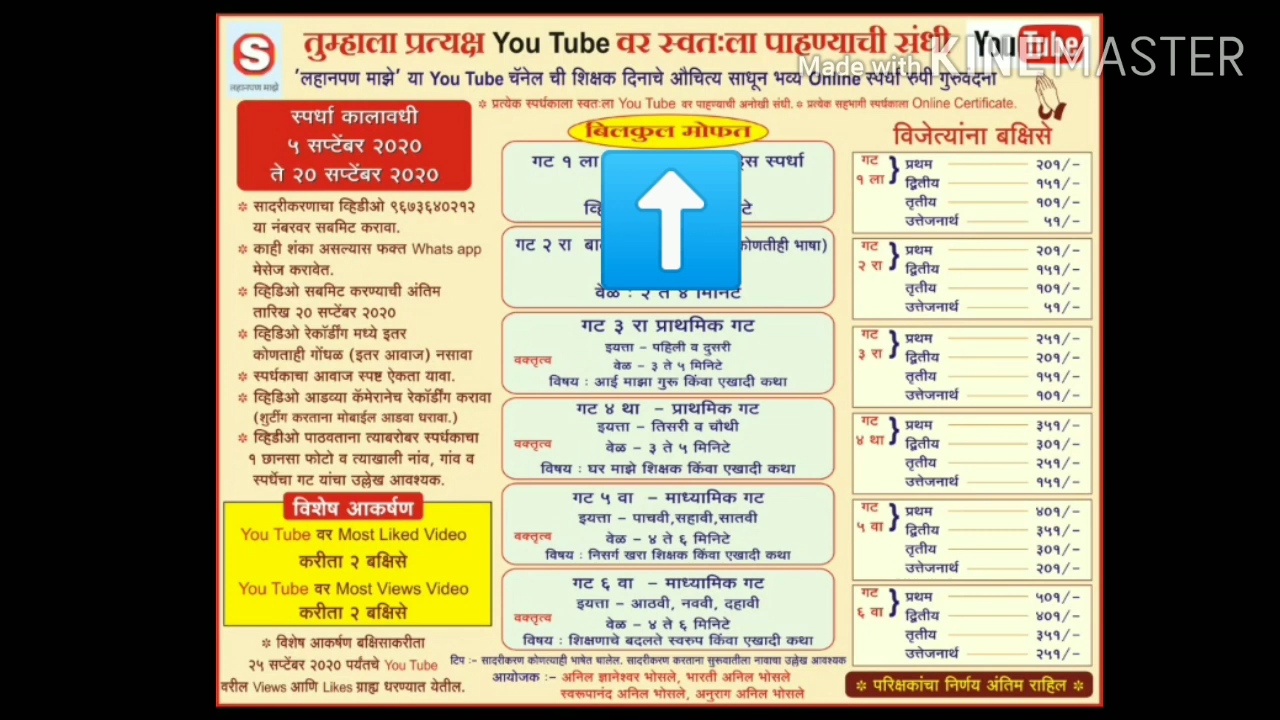 तुम्हाला प्रत्यक्ष You Tube वर स्वतःला पाहण्याची संधी
You Tube
Made with KINEMASTER
S
लहानपण माझे
'लहानपण माझे' या You Tube चॅनेल ची शिक्षक दिनाचे औचित्य साधून भव्य Online स्पर्धा रुपी गुरुवंदना
✲ प्रत्येक स्पर्धकाला स्वतःला You Tube वर पाहण्याची अनोखी संधी. ✲ प्रत्येक सहभागी स्पर्धकाला Online Certificate.
स्पर्धा कालावधी
५ सप्टेंबर २०२०
ते २० सप्टेंबर २०२०
✲ सादरीकरणाचा व्हिडीओ ९६७३६४०२१२
या नंबरवर सबमिट करावा.
✲ काही शंका असल्यास फक्त Whats app
मेसेज करावेत.
✲ व्हिडिओ सबमिट करण्याची अंतिम
तारिख २० सप्टेंबर २०२०
✲ व्हिडिओ रेकॉर्डींग मध्ये इतर
कोणताही गोंधळ (इतर आवाज) नसावा
✲ स्पर्धकाचा आवाज स्पष्ट ऐकता यावा.
✲ व्हिडिओ आडव्या कॅमेरानेच रेकॉर्डींग करावा
(शुटींग करताना मोबाईल आडवा धरावा.)
✲ व्हिडीओ पाठवताना त्याबरोबर स्पर्धकाचा
१ छानसा फोटो व त्याखाली नांव, गांव व
स्पर्धेचा गट यांचा उल्लेख आवश्यक.
विशेष आकर्षण
You Tube वर Most Liked Video
करीता २ बक्षिसे
You Tube वर Most Views Video
करीता २ बक्षिसे
✲ विशेष आकर्षण बक्षिसाकरीता
२५ सप्टेंबर २०२० पर्यंतचे You Tube
वरील Views आणि Likes ग्राह्य धरण्यात येतील.
बिलकुल मोफत
गट १ ला स्पर्धा
गट २ रा कोणतीही भाषा)
वेळ : २ ते ४ मिनिटे
गट ३ रा प्राथमिक गट
इयत्ता – पहिली व दुसरी
वक्तृत्व
वेळ – ३ ते ५ मिनिटे
विषय : आई माझा गुरू किंवा एखादी कथा
गट ४ था – प्राथमिक गट
इयत्ता – तिसरी व चौथी
वक्तृत्व
वेळ – ३ ते ५ मिनिटे
विषय : घर माझे शिक्षक किंवा एखादी कथा
गट ५ वा – माध्यामिक गट
इयत्ता – पाचवी,सहावी,सातवी
वक्तृत्व
वेळ – ४ ते ६ मिनिटे
विषय : निसर्ग खरा शिक्षक किंवा एखादी कथा
गट ६ वा – माध्यामिक गट
इयत्ता – आठवी, नववी, दहावी
वक्तृत्व
वेळ – ४ ते ६ मिनिटे
विषय : शिक्षणाचे बदलते स्वरुप किंवा एखादी कथा
टिप :– सादरीकरण कोणत्याही भाषेत चालेल. सादरीकरण करताना सुरूवातीला नावाचा उल्लेख आवश्यक
आयोजक :– अनिल ज्ञानेश्वर भोसले, भारती अनिल भोसले
स्वरूपानंद अनिल भोसले, अनुराग अनिल भोसले
विजेत्यांना बक्षिसे
गट १ ला
प्रथम २०१/-
द्वितीय १५१/-
तृतीय १०१/-
उत्तेजनार्थ ५१/-
गट २ रा
प्रथम २०१/-
द्वितीय १५१/-
तृतीय १०१/-
उत्तेजनार्थ ५१/-
गट ३ रा
प्रथम २५१/-
द्वितीय २०१/-
तृतीय १५१/-
उत्तेजनार्थ १०१/-
गट ४ था
प्रथम ३५१/-
द्वितीय ३०१/-
तृतीय २५१/-
उत्तेजनार्थ १५१/-
गट ५ वा
प्रथम ४०१/-
द्वितीय ३५१/-
तृतीय ३०१/-
उत्तेजनार्थ २०१/-
गट ६ वा
प्रथम ५०१/-
द्वितीय ४०१/-
तृतीय ३५१/-
उत्तेजनार्थ २५१/-
✲ परिक्षकांचा निर्णय अंतिम राहिल ✲